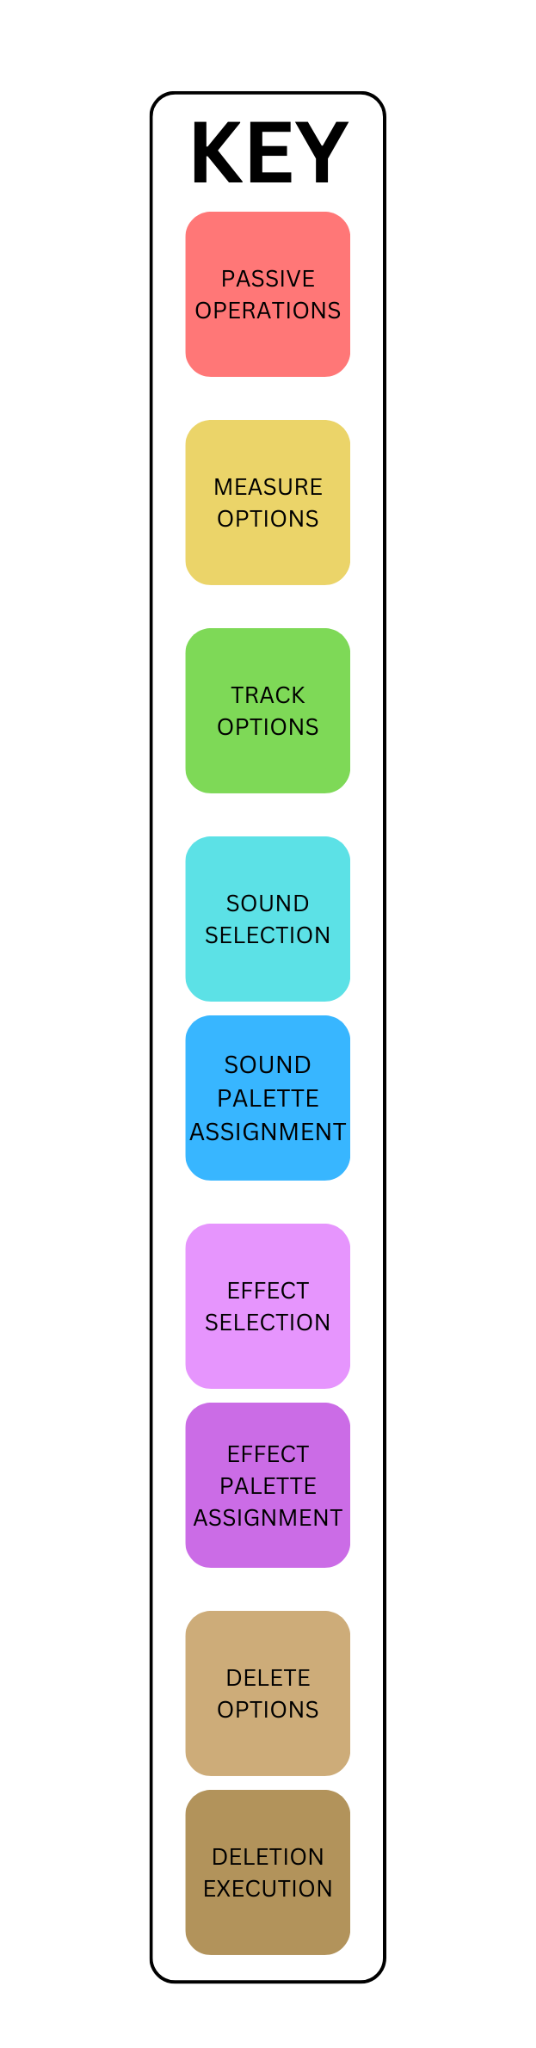 KEY
PASSIVE
OPERATIONS
MEASURE
OPTIONS
TRACK
OPTIONS
SOUND
SELECTION
SOUND
PALETTE
ASSIGNMENT
EFFECT
SELECTION
EFFECT
PALETTE
ASSIGNMENT
DELETE
OPTIONS
DELETION
EXECUTION